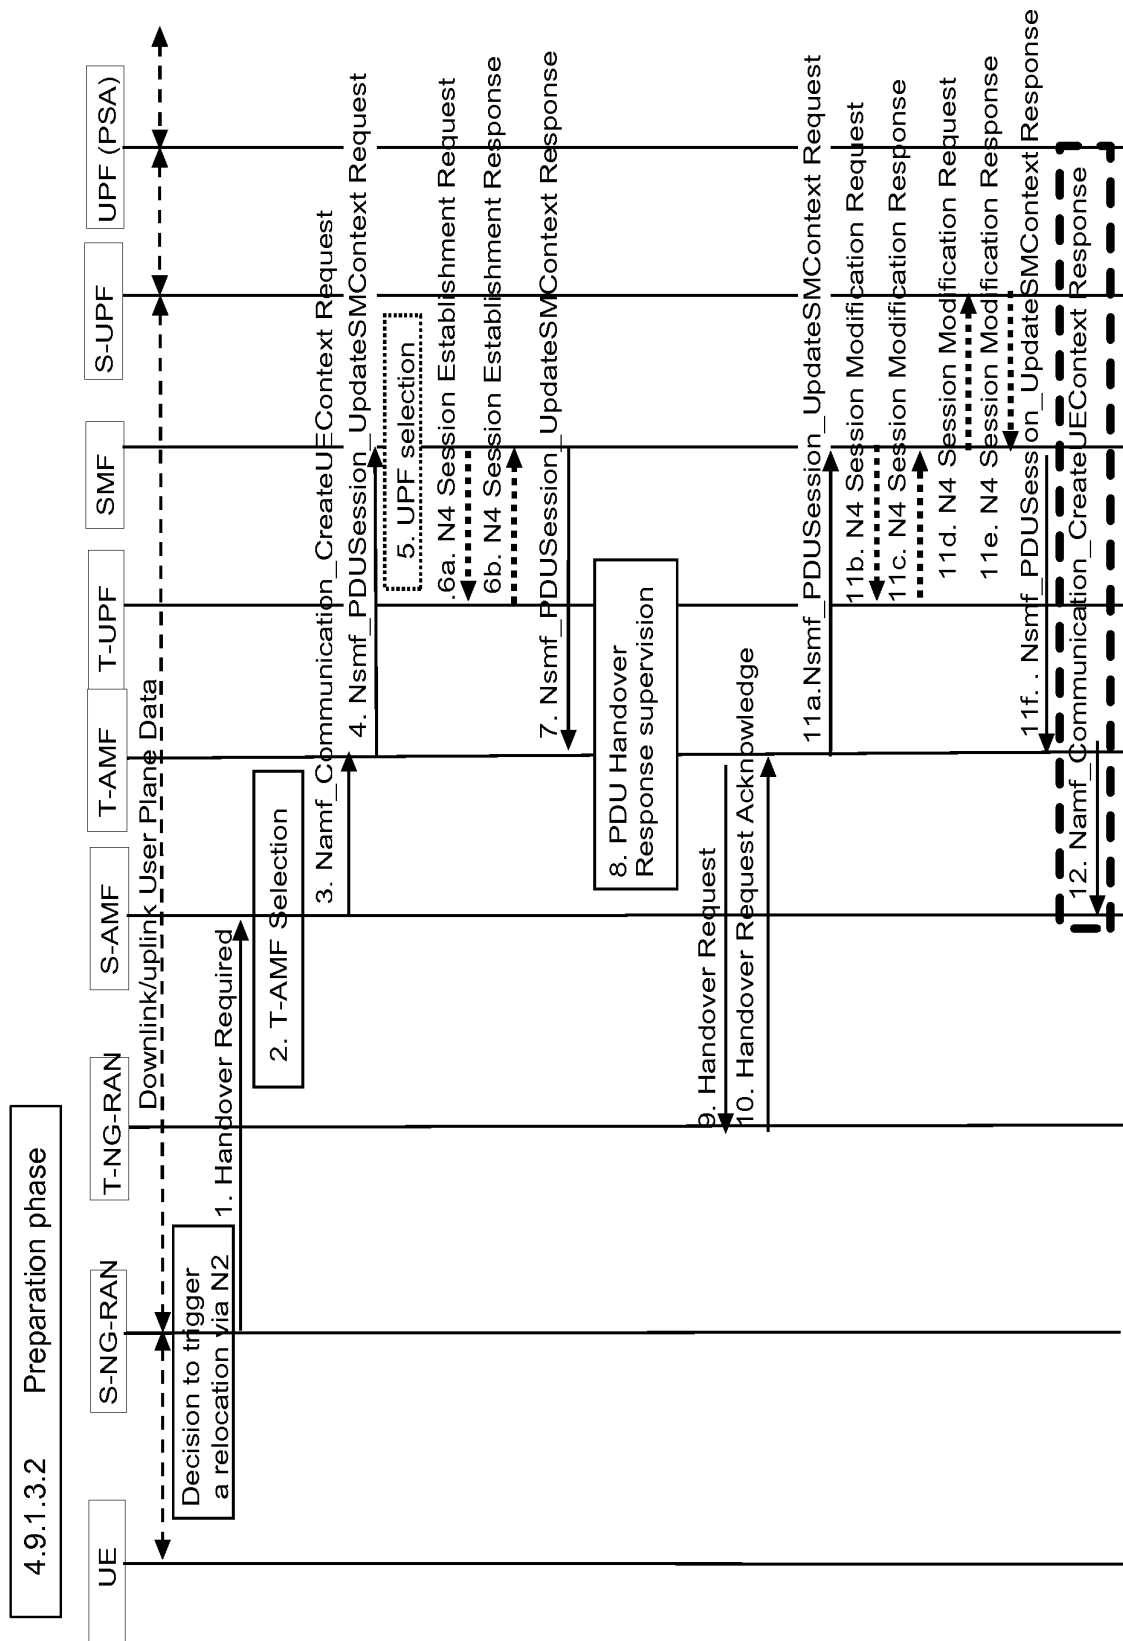 4.9.1.3.2 Preparation phase
UE
S-NG-RAN
T-NG-RAN
S-AMF
T-AMF
T-UPF
SMF
S-UPF
UPF (PSA)
Downlink/uplink User Plane Data
Decision to trigger
a relocation via N2
1. Handover Required
2. T-AMF Selection
3. Namf_Communication_CreateUEContext Request
4. Nsmf_PDUSession_UpdateSMContext Request
5. UPF selection
.6a. N4 Session Establishment Request
6b. N4 Session Establishment Response
7. Nsmf_PDUSession_UpdateSMContext Response
8. PDU Handover
Response supervision
9. Handover Request
10. Handover Request Acknowledge
11a.Nsmf_PDUSession_UpdateSMContext Request
11b. N4 Session Modification Request
11c. N4 Session Modification Response
11d. N4 Session Modification Request
11e. N4 Session Modification Response
11f. . Nsmf_PDUSession_UpdateSMContext Response
12. Namf_Communication_CreateUEContext Response